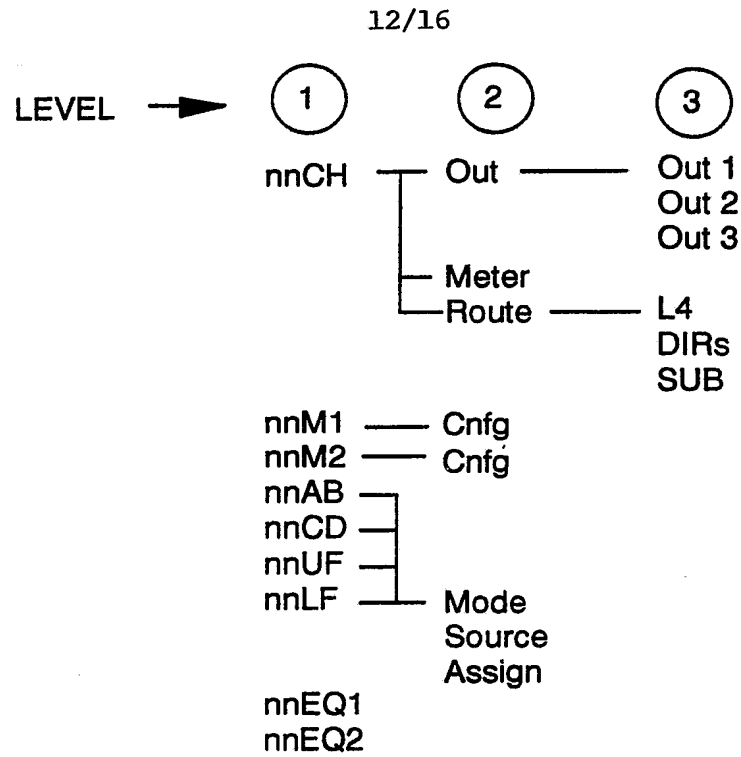 12/16
LEVEL 1 2 3
nnCH Out Out 1
Out 2
Out 3
Meter
Route L4
DIRs
SUB
nnM1 Cnfg
nnM2 Cnfg
nnAB
nnCD
nnUF
nnLF Mode
Source
Assign
nnEQ1
nnEQ2